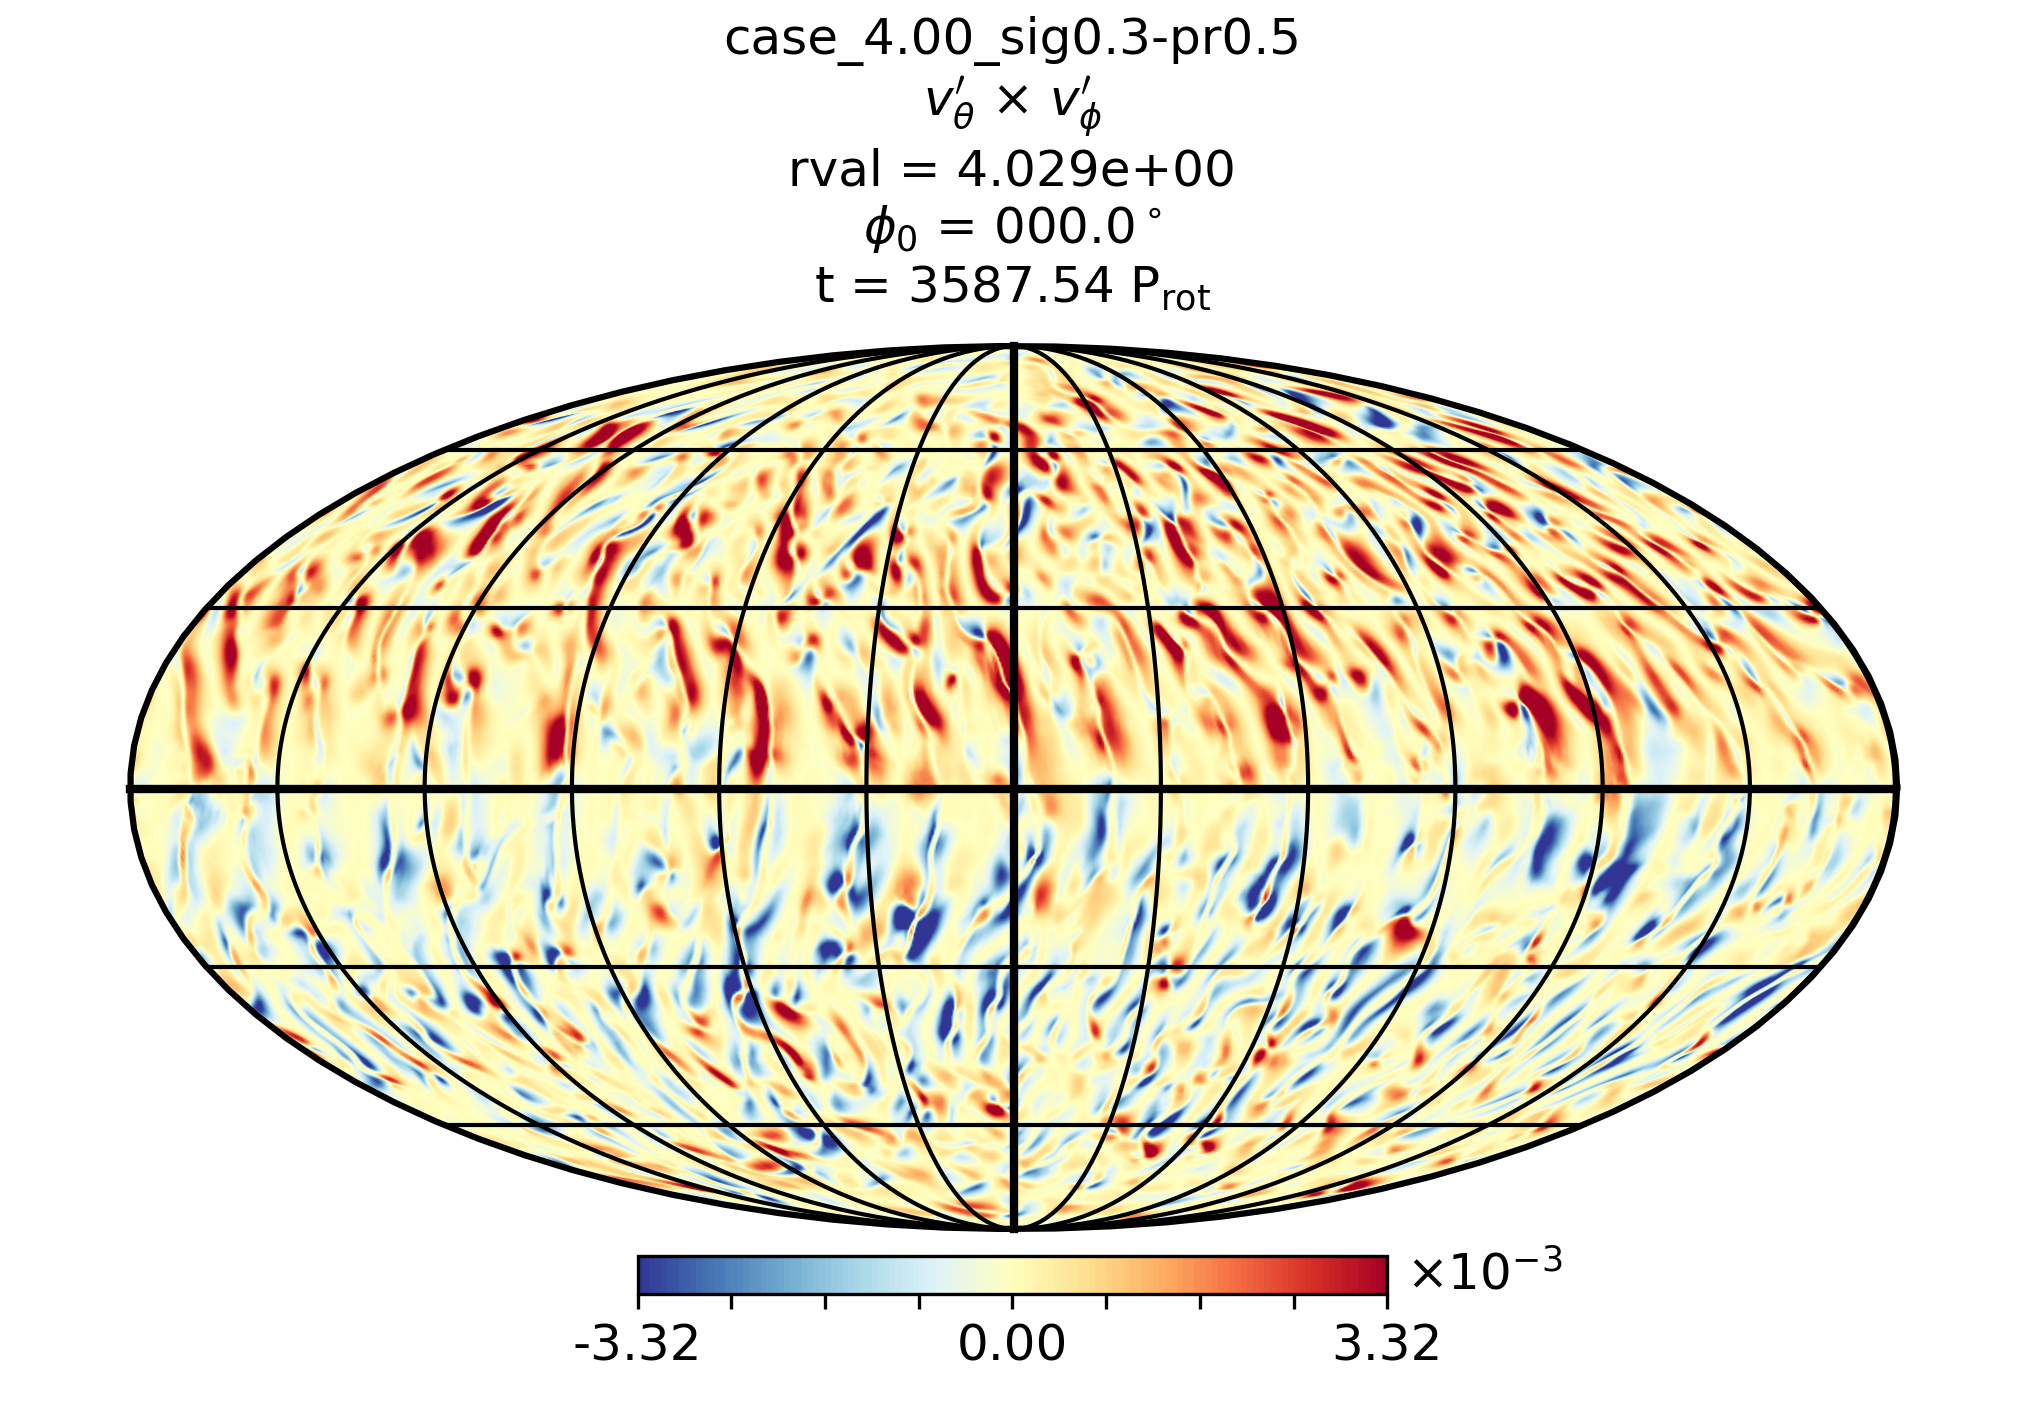 case_4.00_sig0.3-pr0.5
v′θ × v′ϕ
rval = 4.029e+00
ϕ0 = 000.0°
t = 3587.54 Prot
×10−3
-3.32 0.00 3.32